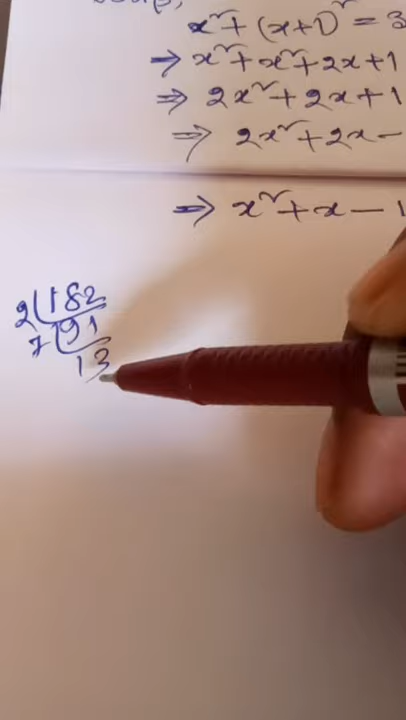 x² + (x+1)² = 3
⇒ x² + x² + 2x + 1
⇒ 2x² + 2x + 1
⇒ 2x² + 2x −
⇒ x² + x − 1
2 | 182
7 | 91
13